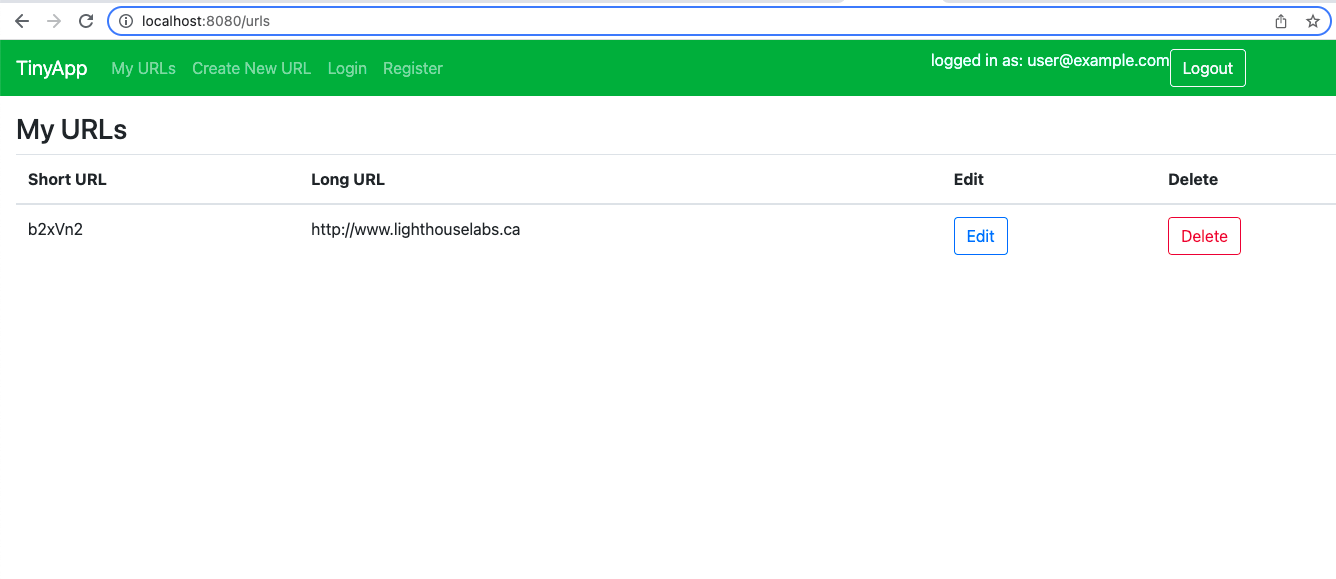 localhost:8080/urls
TinyApp My URLs Create New URL Login Register logged in as: user@example.com Logout
My URLs
Short URL Long URL Edit Delete
b2xVn2 http://www.lighthouselabs.ca Edit Delete